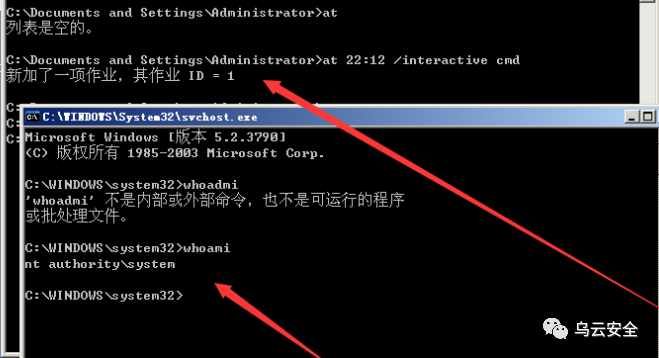 C:\Documents and Settings\Administrator>at
列表是空的。
C:\Documents and Settings\Administrator>at 22:12 /interactive cmd
新加了一项作业，其作业 ID = 1
C:\WINDOWS\System32\svchost.exe
Microsoft Windows [版本 5.2.3790]
(C) 版权所有 1985-2003 Microsoft Corp.
C:\WINDOWS\system32>whoadmi
'whoadmi' 不是内部或外部命令，也不是可运行的程序
或批处理文件。
C:\WINDOWS\system32>whoami
nt authority\system
C:\WINDOWS\system32>
乌云安全